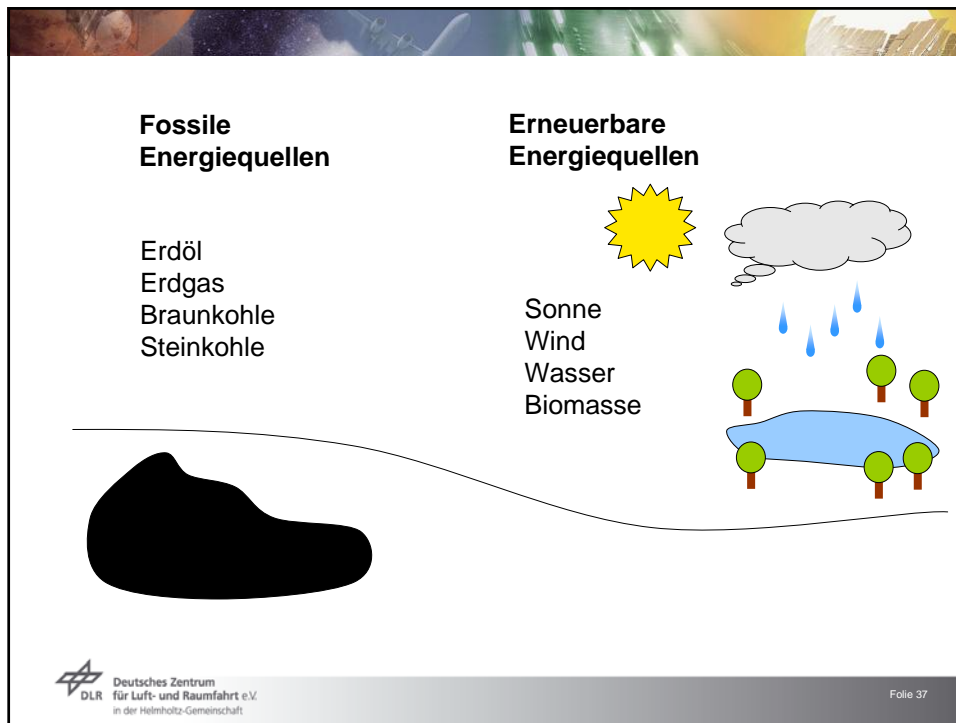 Fossile
Energiequellen
Erdöl
Erdgas
Braunkohle
Steinkohle
Erneuerbare
Energiequellen
Sonne
Wind
Wasser
Biomasse
DLR
Deutsches Zentrum
für Luft- und Raumfahrt e.V.
in der Helmholtz-Gemeinschaft
Folie 37